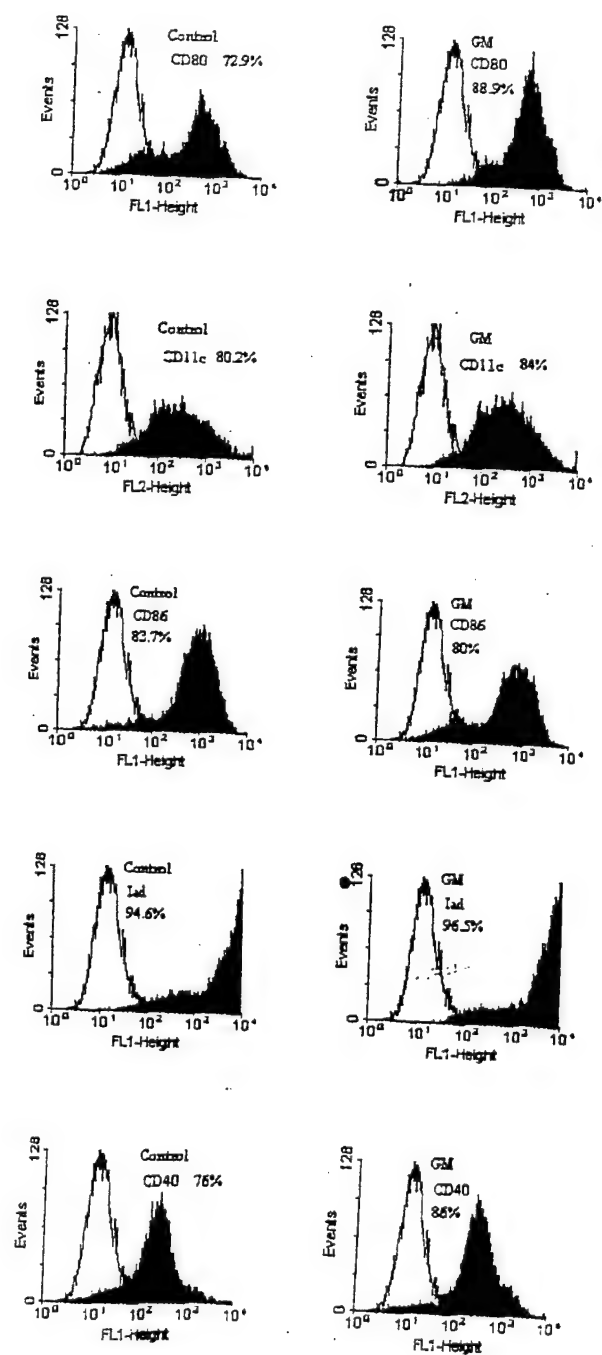 128
Control
CD80 72.9%
Events
0
10⁰ 10¹ 10² 10³ 10⁴
FL1-Height
128
GM
CD80
88.9%
Events
0
10⁰ 10¹ 10² 10³ 10⁴
FL1-Height
128
Control
CD11c 80.2%
Events
0
10⁰ 10¹ 10² 10³ 10⁴
FL2-Height
128
GM
CD11c 84%
Events
0
10⁰ 10¹ 10² 10³ 10⁴
FL2-Height
128
Control
CD86
83.7%
Events
0
10⁰ 10¹ 10² 10³ 10⁴
FL1-Height
128
GM
CD86
80%
Events
0
10⁰ 10¹ 10² 10³ 10⁴
FL1-Height
128
Control
Iad
94.6%
Events
0
10⁰ 10¹ 10² 10³ 10⁴
FL1-Height
128
GM
Iad
96.5%
Events
0
10⁰ 10¹ 10² 10³ 10⁴
FL1-Height
128
Control
CD40 76%
Events
0
10⁰ 10¹ 10² 10³ 10⁴
FL1-Height
128
GM
CD40
Events
0
10⁰ 10¹ 10² 10³ 10⁴
FL1-Height